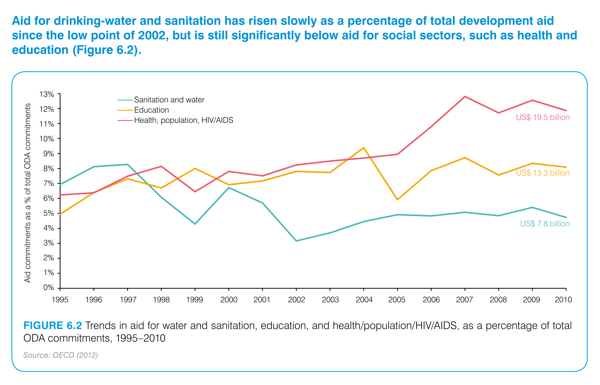 Aid for drinking-water and sanitation has risen slowly as a percentage of total development aid
since the low point of 2002, but is still significantly below aid for social sectors, such as health and
education (Figure 6.2).
Aid commitments as a % of total ODA commitments
13%
12%
11%
10%
9%
8%
7%
6%
5%
4%
3%
2%
1%
0%
Sanitation and water
Education
Health, population, HIV/AIDS
US$ 19.5 billion
US$ 13.3 billion
US$ 7.8 billion
1995 1996 1997 1998 1999 2000 2001 2002 2003 2004 2005 2006 2007 2008 2009 2010
FIGURE 6.2 Trends in aid for water and sanitation, education, and health/population/HIV/AIDS, as a percentage of total
ODA commitments, 1995–2010
Source: OECD (2012)